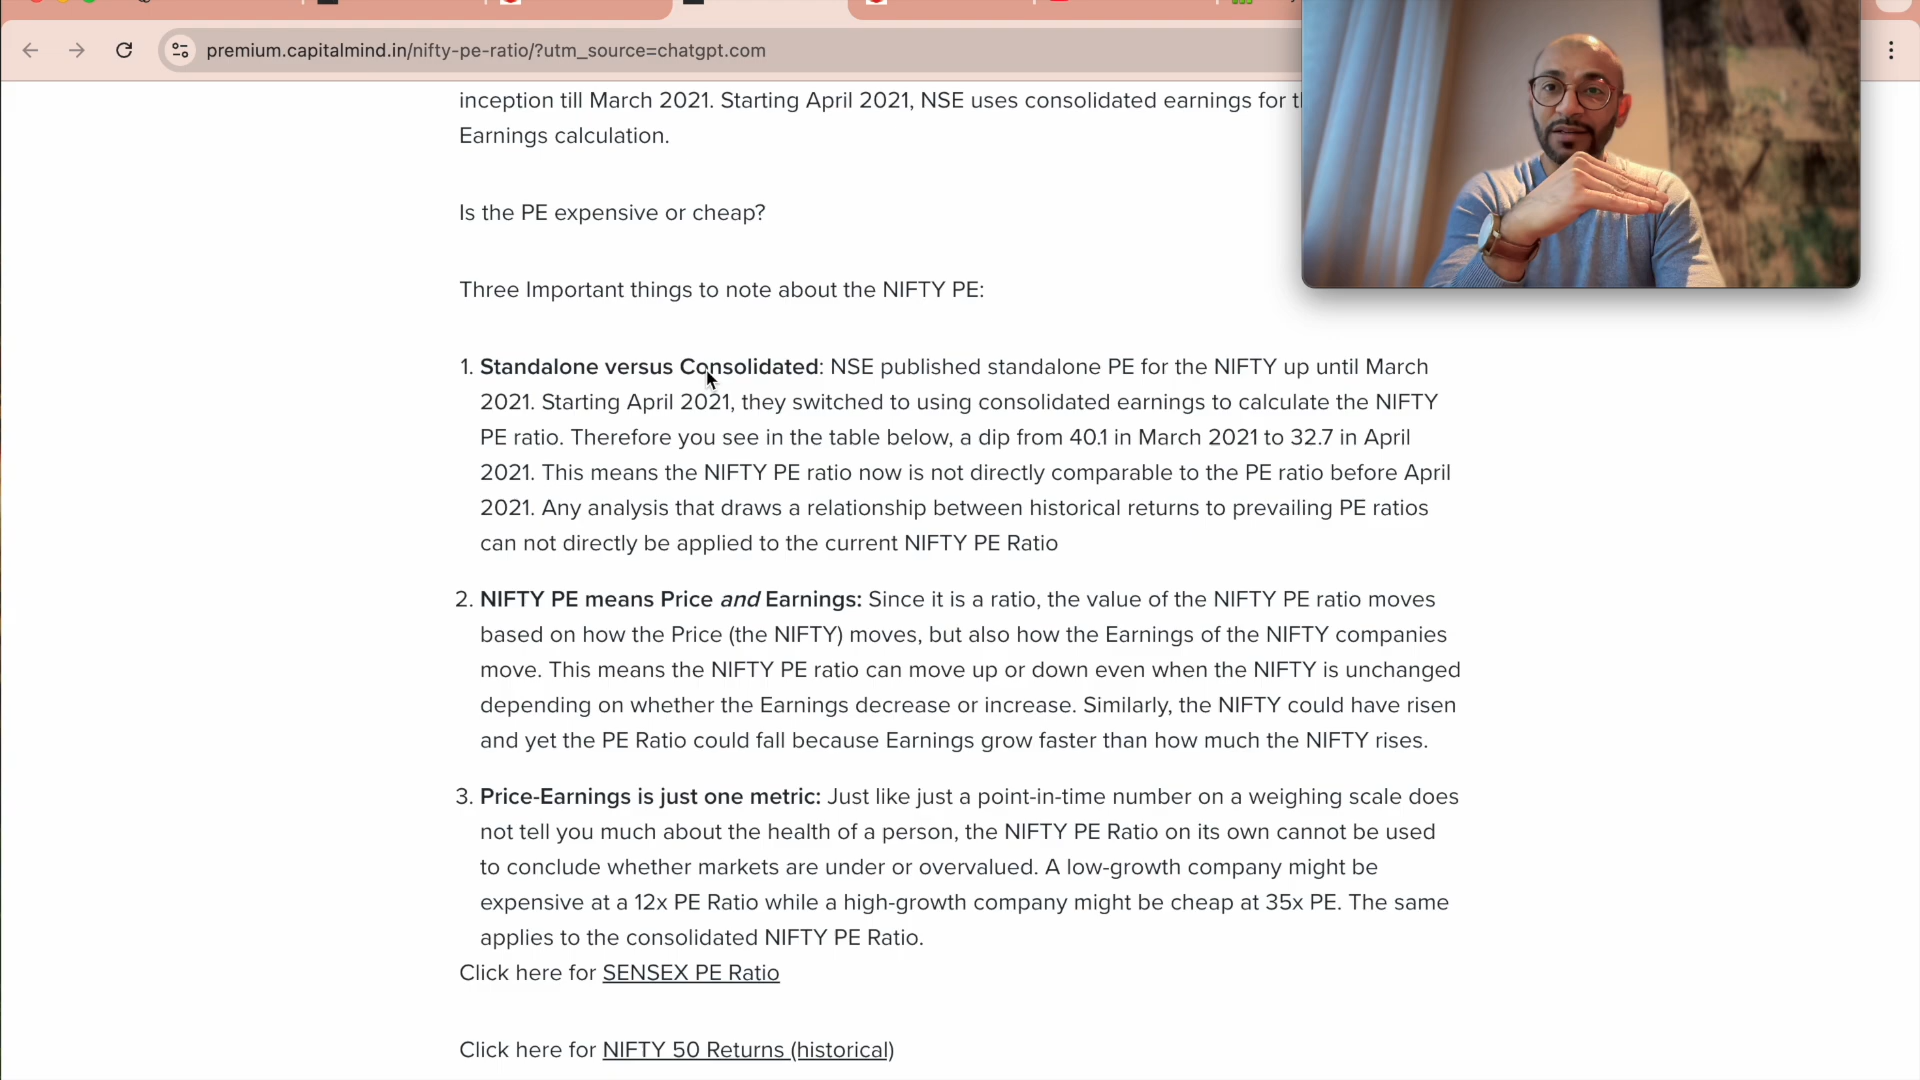 premium.capitalmind.in/nifty-pe-ratio/?utm_source=chatgpt.com
inception till March 2021. Starting April 2021, NSE uses consolidated earnings for
Earnings calculation.
Is the PE expensive or cheap?
Three Important things to note about the NIFTY PE:
1. Standalone versus Consolidated: NSE published standalone PE for the NIFTY up until March
2021. Starting April 2021, they switched to using consolidated earnings to calculate the NIFTY
PE ratio. Therefore you see in the table below, a dip from 40.1 in March 2021 to 32.7 in April
2021. This means the NIFTY PE ratio now is not directly comparable to the PE ratio before April
2021. Any analysis that draws a relationship between historical returns to prevailing PE ratios
can not directly be applied to the current NIFTY PE Ratio
2. NIFTY PE means Price and Earnings: Since it is a ratio, the value of the NIFTY PE ratio moves
based on how the Price (the NIFTY) moves, but also how the Earnings of the NIFTY companies
move. This means the NIFTY PE ratio can move up or down even when the NIFTY is unchanged
depending on whether the Earnings decrease or increase. Similarly, the NIFTY could have risen
and yet the PE Ratio could fall because Earnings grow faster than how much the NIFTY rises.
3. Price-Earnings is just one metric: Just like just a point-in-time number on a weighing scale does
not tell you much about the health of a person, the NIFTY PE Ratio on its own cannot be used
to conclude whether markets are under or overvalued. A low-growth company might be
expensive at a 12x PE Ratio while a high-growth company might be cheap at 35x PE. The same
applies to the consolidated NIFTY PE Ratio.
Click here for SENSEX PE Ratio
Click here for NIFTY 50 Returns (historical)